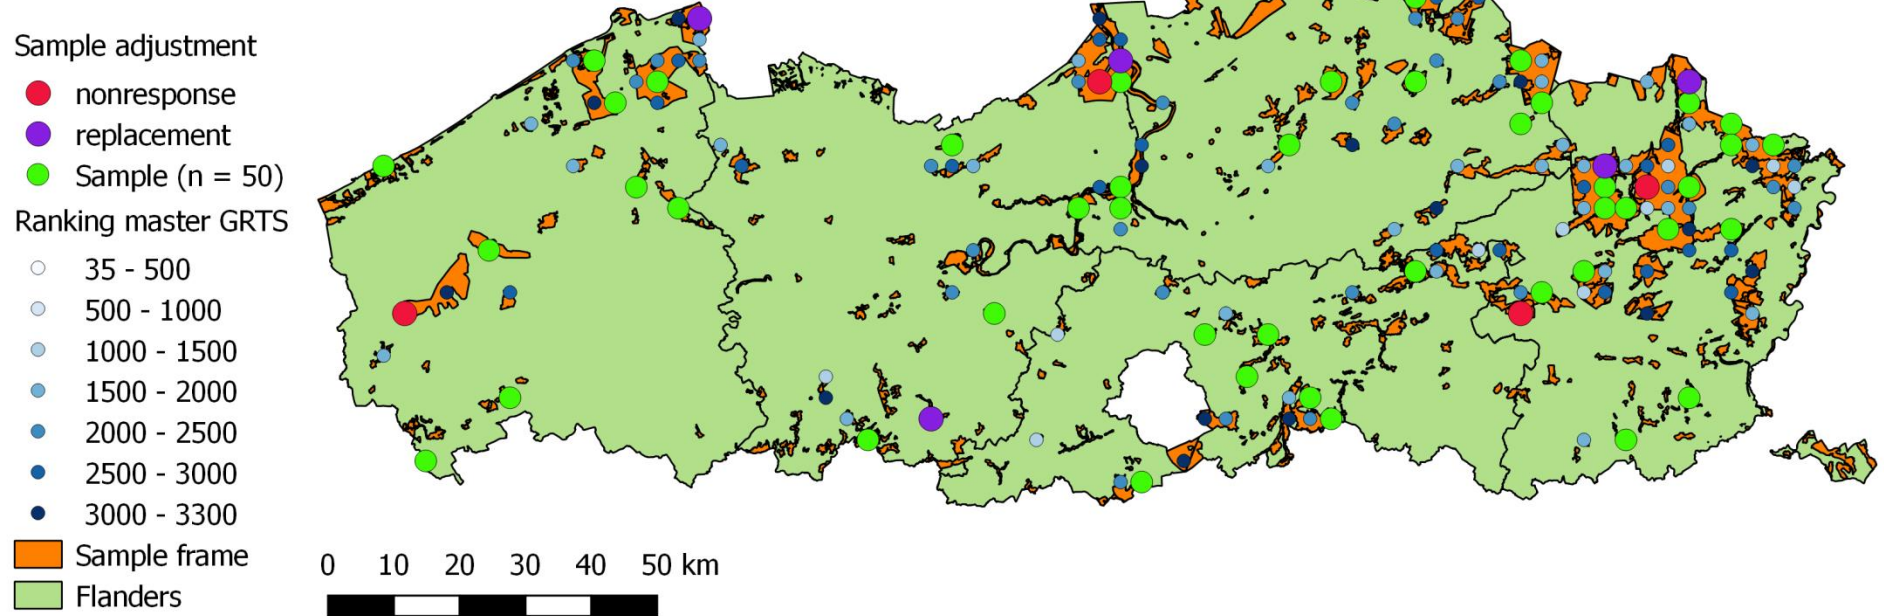 Sample adjustment
nonresponse
replacement
Sample (n = 50)
Ranking master GRTS
35 - 500
500 - 1000
1000 - 1500
1500 - 2000
2000 - 2500
2500 - 3000
3000 - 3300
Sample frame
Flanders
0 10 20 30 40 50 km